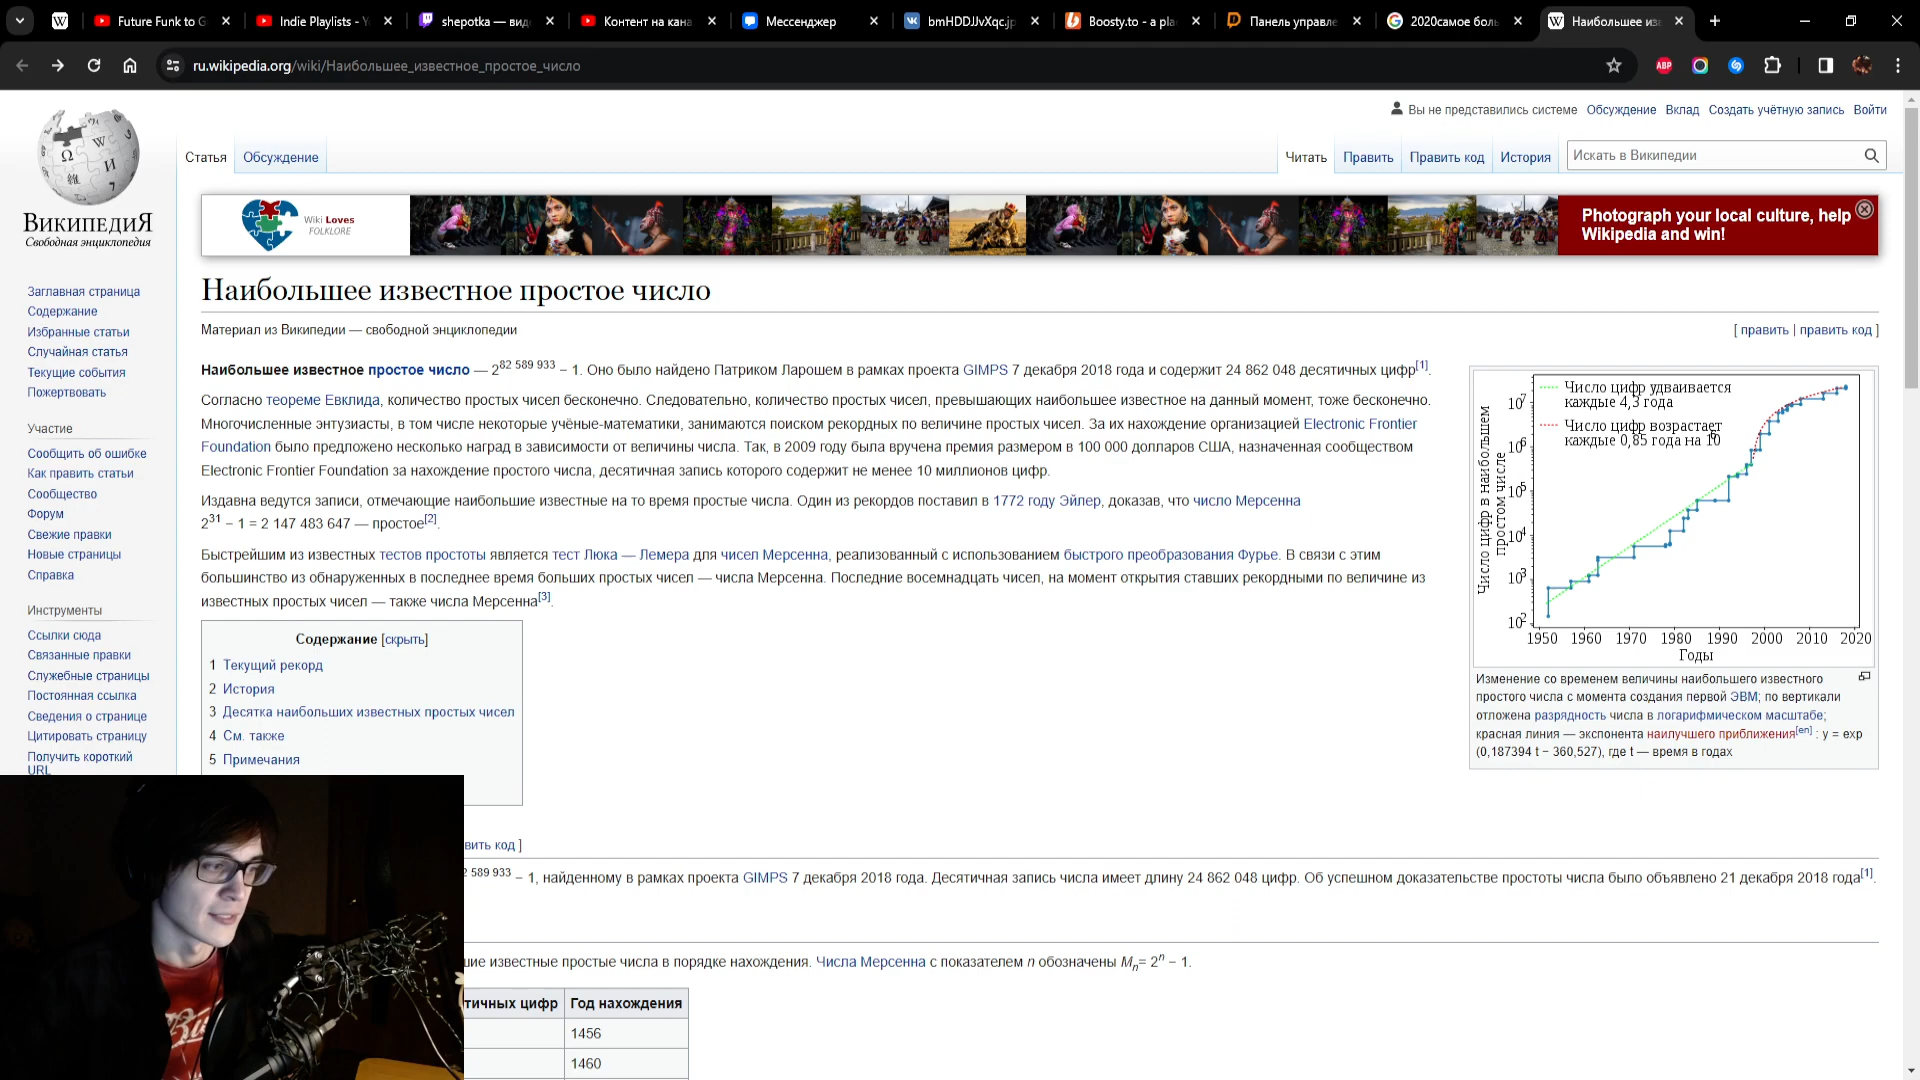 Future Funk to G
Indie Playlists - Y
shepotka — вид
Контент на кана
Мессенджер
bmHDDJJvXqc.jp
Boosty.to - a pla
Панель управле
2020самое боль
Наибольшее из
ru.wikipedia.org/wiki/Наибольшее_известное_простое_число
ABP
Вы не представились системе Обсуждение Вклад Создать учётную запись Войти
Статья Обсуждение
Читать Править Править код История
Искать в Википедии
ВикипедиЯ
Свободная энциклопедия
Wiki Loves
FOLKLORE
Photograph your local culture, help
Wikipedia and win!
Заглавная страница
Содержание
Избранные статьи
Случайная статья
Текущие события
Пожертвовать
Участие
Сообщить об ошибке
Как править статьи
Сообщество
Форум
Свежие правки
Новые страницы
Справка
Инструменты
Ссылки сюда
Связанные правки
Служебные страницы
Постоянная ссылка
Сведения о странице
Цитировать страницу
Получить короткий
URL
Наибольшее известное простое число
Материал из Википедии — свободной энциклопедии
[ править | править код ]
Наибольшее известное простое число — 2^82 589 933 − 1. Оно было найдено Патриком Ларошем в рамках проекта GIMPS 7 декабря 2018 года и содержит 24 862 048 десятичных цифр[1].
Согласно теореме Евклида, количество простых чисел бесконечно. Следовательно, количество простых чисел, превышающих наибольшее известное на данный момент, тоже бесконечно.
Многочисленные энтузиасты, в том числе некоторые учёные-математики, занимаются поиском рекордных по величине простых чисел. За их нахождение организацией Electronic Frontier
Foundation было предложено несколько наград в зависимости от величины числа. Так, в 2009 году была вручена премия размером в 100 000 долларов США, назначенная сообществом
Electronic Frontier Foundation за нахождение простого числа, десятичная запись которого содержит не менее 10 миллионов цифр.
Издавна ведутся записи, отмечающие наибольшие известные на то время простые числа. Один из рекордов поставил в 1772 году Эйлер, доказав, что число Мерсенна
2^31 − 1 = 2 147 483 647 — простое[2].
Быстрейшим из известных тестов простоты является тест Люка — Лемера для чисел Мерсенна, реализованный с использованием быстрого преобразования Фурье. В связи с этим
большинство из обнаруженных в последнее время больших простых чисел — числа Мерсенна. Последние восемнадцать чисел, на момент открытия ставших рекордными по величине из
известных простых чисел — также числа Мерсенна[3].
Число цифр удваивается
каждые 4,3 года
Число цифр возрастает
каждые 0,85 года на 10^6
Число цифр в наибольшем
простом числе
10^7
10^6
10^5
10^4
10^3
10^2
1950 1960 1970 1980 1990 2000 2010 2020
Годы
Изменение со временем величины наибольшего известного
простого числа с момента создания первой ЭВМ; по вертикали
отложена разрядность числа в логарифмическом масштабе;
красная линия — экспонента наилучшего приближения[en] : y = exp
(0,187394 t − 360,527), где t — время в годах
Содержание [скрыть]
1 Текущий рекорд
2 История
3 Десятка наибольших известных простых чисел
4 См. также
5 Примечания
вить код ]
2 589 933 − 1, найденному в рамках проекта GIMPS 7 декабря 2018 года. Десятичная запись числа имеет длину 24 862 048 цифр. Об успешном доказательстве простоты числа было объявлено 21 декабря 2018 года[1].
шие известные простые числа в порядке нахождения. Числа Мерсенна с показателем n обозначены Mn= 2^n − 1.
тичных цифр Год нахождения
1456
1460